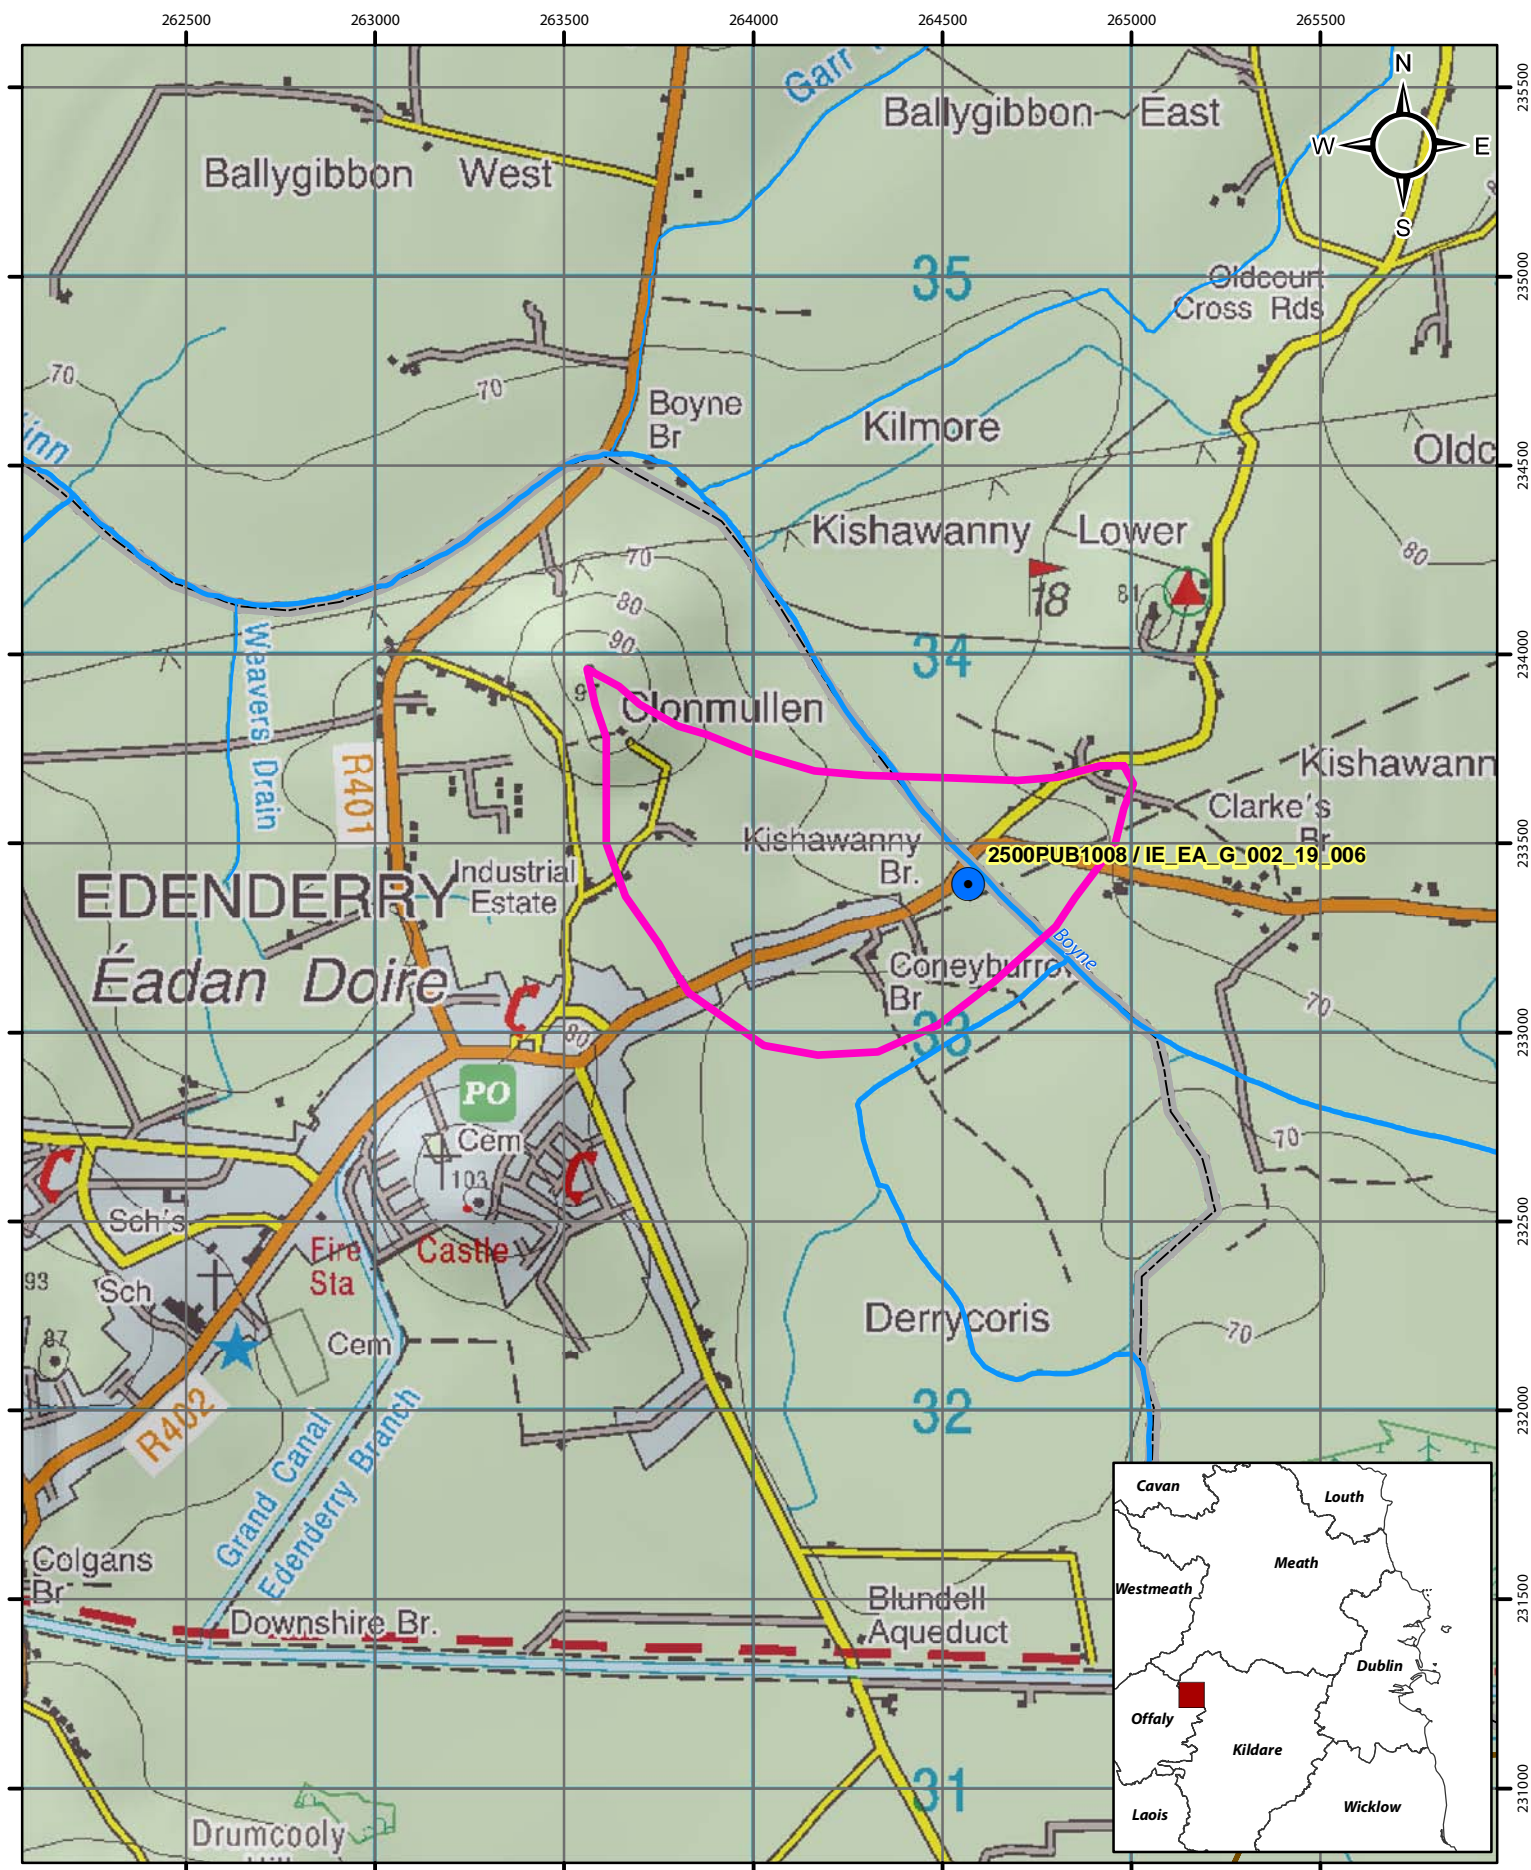 262500 263000 263500 264000 264500 265000 265500
N
W E
S
235500
235000
234500
234000
233500
233000
232500
232000
231500
231000
Garr
Ballygibbon East
Ballygibbon West
35
Oldcourt
Cross Rds
70
70
Boyne
Br
Kilmore
Oldc
inn
Kishawanny Lower
80
70
18
81
80
90
Weavers Drain
34
97
Clonmullen
R401
Kishawann
Clarke's
Br
Kishawanny
Br.
2500PUB1008 / IE_EA_G_002_19_006
Industrial
Estate
EDENDERRY
Éadan Doire
Boyne
Coneyburrow
Br
70
33
80
PO
Cem
70
103
Sch's
Fire
Sta
Castle
93
Sch
Derrycoris
70
87
Cem
R402
32
Grand Canal
Edenderry Branch
Colgans
Br
Downshire Br.
Blundell
Aqueduct
31
Drumcooly
Cavan
Louth
Meath
Westmeath
Dublin
Offaly
Kildare
Wicklow
Laois